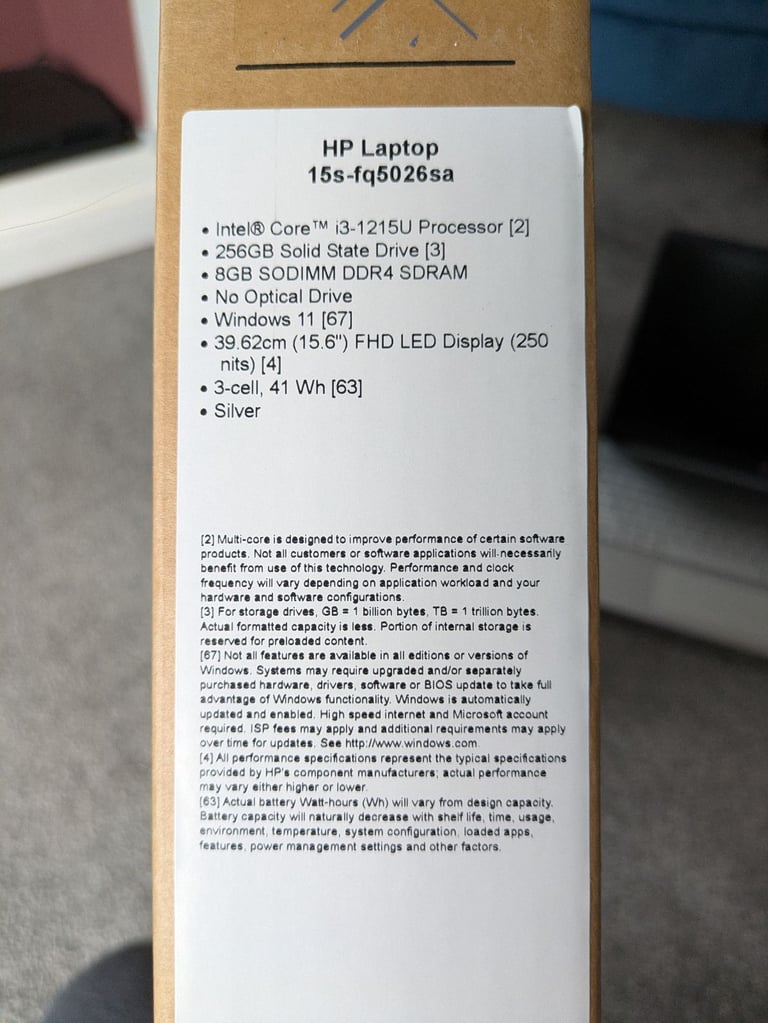 HP Laptop
15s-fq5026sa
• Intel® Core™ i3-1215U Processor [2]
• 256GB Solid State Drive [3]
• 8GB SODIMM DDR4 SDRAM
• No Optical Drive
• Windows 11 [67]
• 39.62cm (15.6") FHD LED Display (250
nits) [4]
• 3-cell, 41 Wh [63]
• Silver
[2] Multi-core is designed to improve performance of certain software
products. Not all customers or software applications will necessarily
benefit from use of this technology. Performance and clock
frequency will vary depending on application workload and your
hardware and software configurations.
[3] For storage drives, GB = 1 billion bytes, TB = 1 trillion bytes.
Actual formatted capacity is less. Portion of internal storage is
reserved for preloaded content.
[67] Not all features are available in all editions or versions of
Windows. Systems may require upgraded and/or separately
purchased hardware, drivers, software or BIOS update to take full
advantage of Windows functionality. Windows is automatically
updated and enabled. High speed internet and Microsoft account
required. ISP fees may apply and additional requirements may apply
over time for updates. See http://www.windows.com.
[4] All performance specifications represent the typical specifications
provided by HP's component manufacturers; actual performance
may vary either higher or lower.
[63] Actual battery Watt-hours (Wh) will vary from design capacity.
Battery capacity will naturally decrease with shelf life, time, usage,
environment, temperature, system configuration, loaded apps,
features, power management settings and other factors.